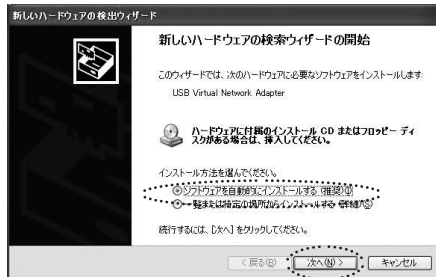 新しいハードウェアの検出ウィザード
新しいハードウェアの検索ウィザードの開始
このウィザードでは、次のハードウェアに必要なソフトウェアをインストールします:
USB Virtual Network Adapter
ハードウェアに付属のインストール CD またはフロッピー ディ
スクがある場合は、挿入してください。
インストール方法を選んでください。
ソフトウェアを自動的にインストールする (推奨)(I)
一覧または特定の場所からインストールする (詳細)(S)
続行するには、[次へ] をクリックしてください。
< 戻る(B)
次へ(N) >
キャンセル